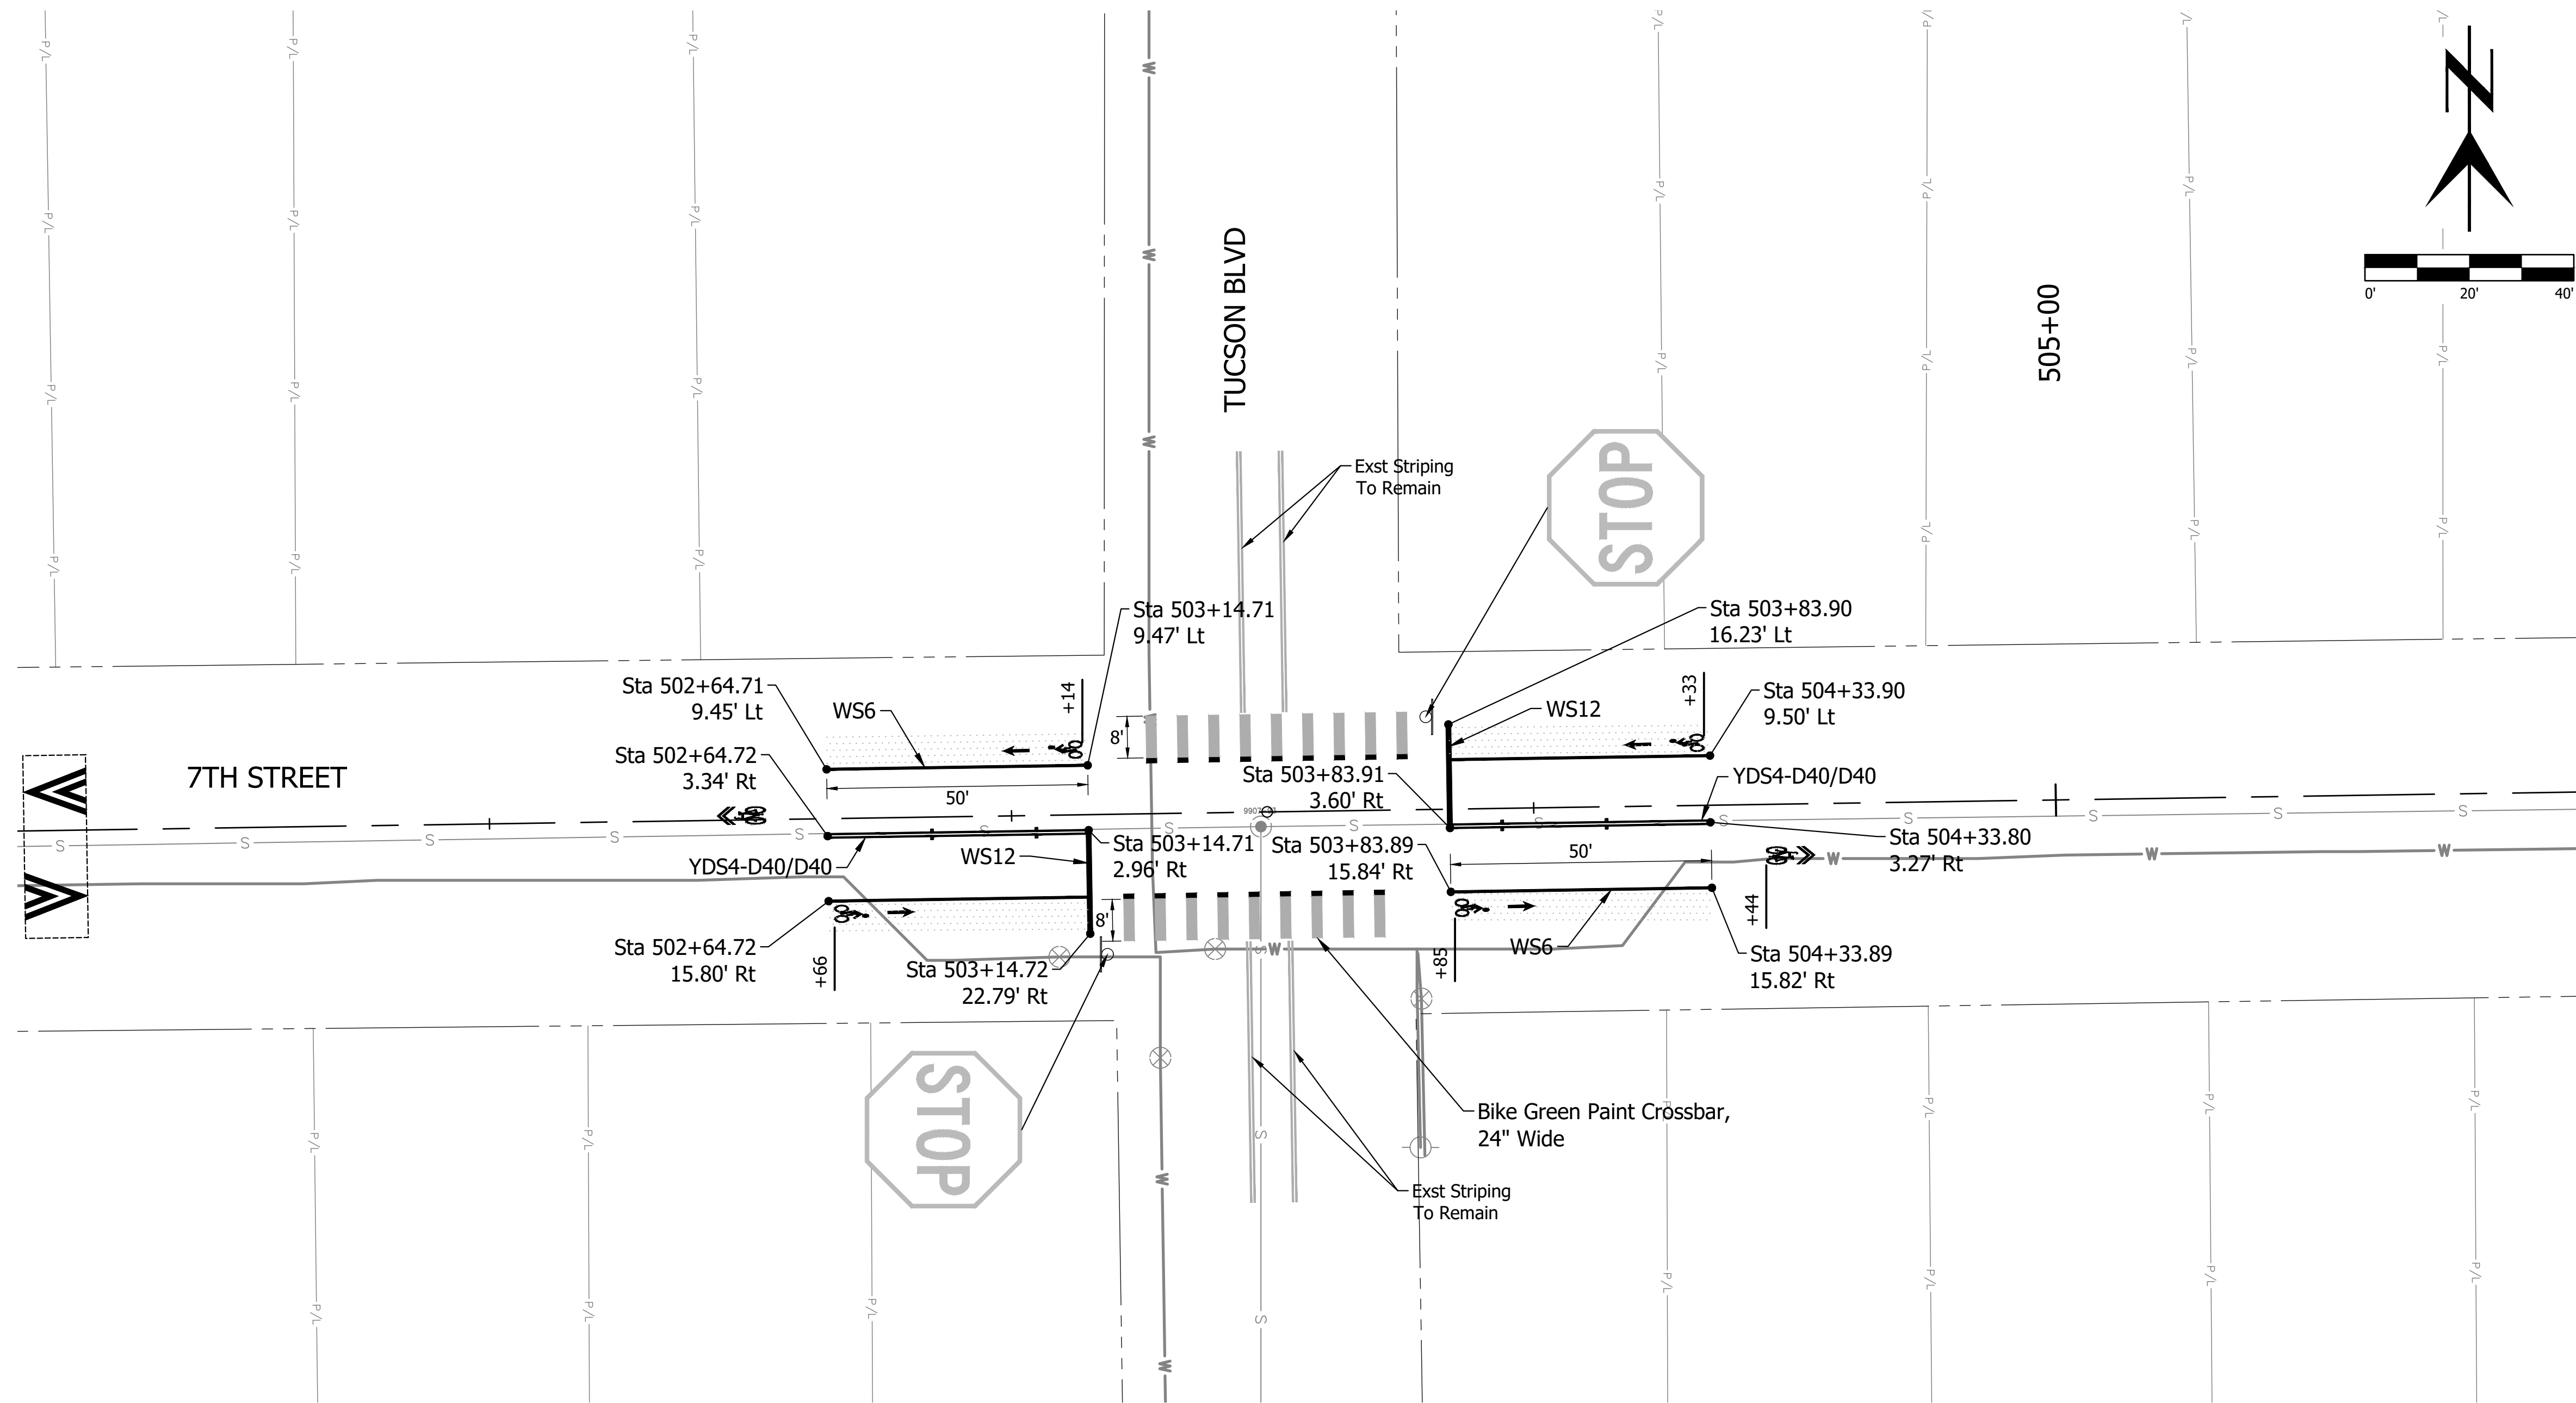 N
0' 20' 40'
TUCSON BLVD
505+00
Exst Striping
To Remain
STOP
Sta 503+14.71
9.47' Lt
Sta 503+83.90
16.23' Lt
Sta 502+64.71
9.45' Lt
WS6
+14
8'
WS12
+33
Sta 504+33.90
9.50' Lt
7TH STREET
Sta 502+64.72
3.34' Rt
50'
Sta 503+83.91
3.60' Rt
YDS4-D40/D40
YDS4-D40/D40
WS12
Sta 503+14.71
2.96' Rt
Sta 503+83.89
15.84' Rt
50'
Sta 504+33.80
3.27' Rt
8'
+44
Sta 502+64.72
15.80' Rt
+66
Sta 503+14.72
22.79' Rt
+85
WS6
Sta 504+33.89
15.82' Rt
STOP
Bike Green Paint Crossbar,
24" Wide
Exst Striping
To Remain
P/L
W
S